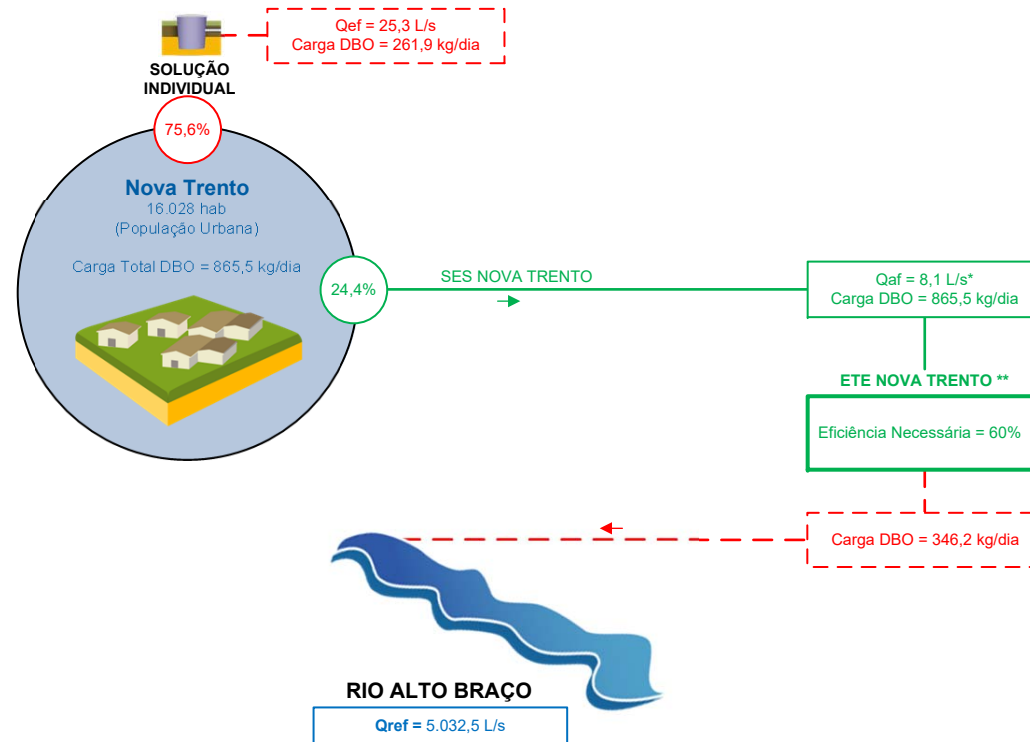 Qef = 25,3 L/s
Carga DBO = 261,9 kg/dia
SOLUÇÃO
INDIVIDUAL
75,6%
Nova Trento
16.028 hab
(População Urbana)
Carga Total DBO = 865,5 kg/dia
24,4%
SES NOVA TRENTO
Qaf = 8,1 L/s*
Carga DBO = 865,5 kg/dia
ETE NOVA TRENTO **
Eficiência Necessária = 60%
Carga DBO = 346,2 kg/dia
RIO ALTO BRAÇO
Qref = 5.032,5 L/s